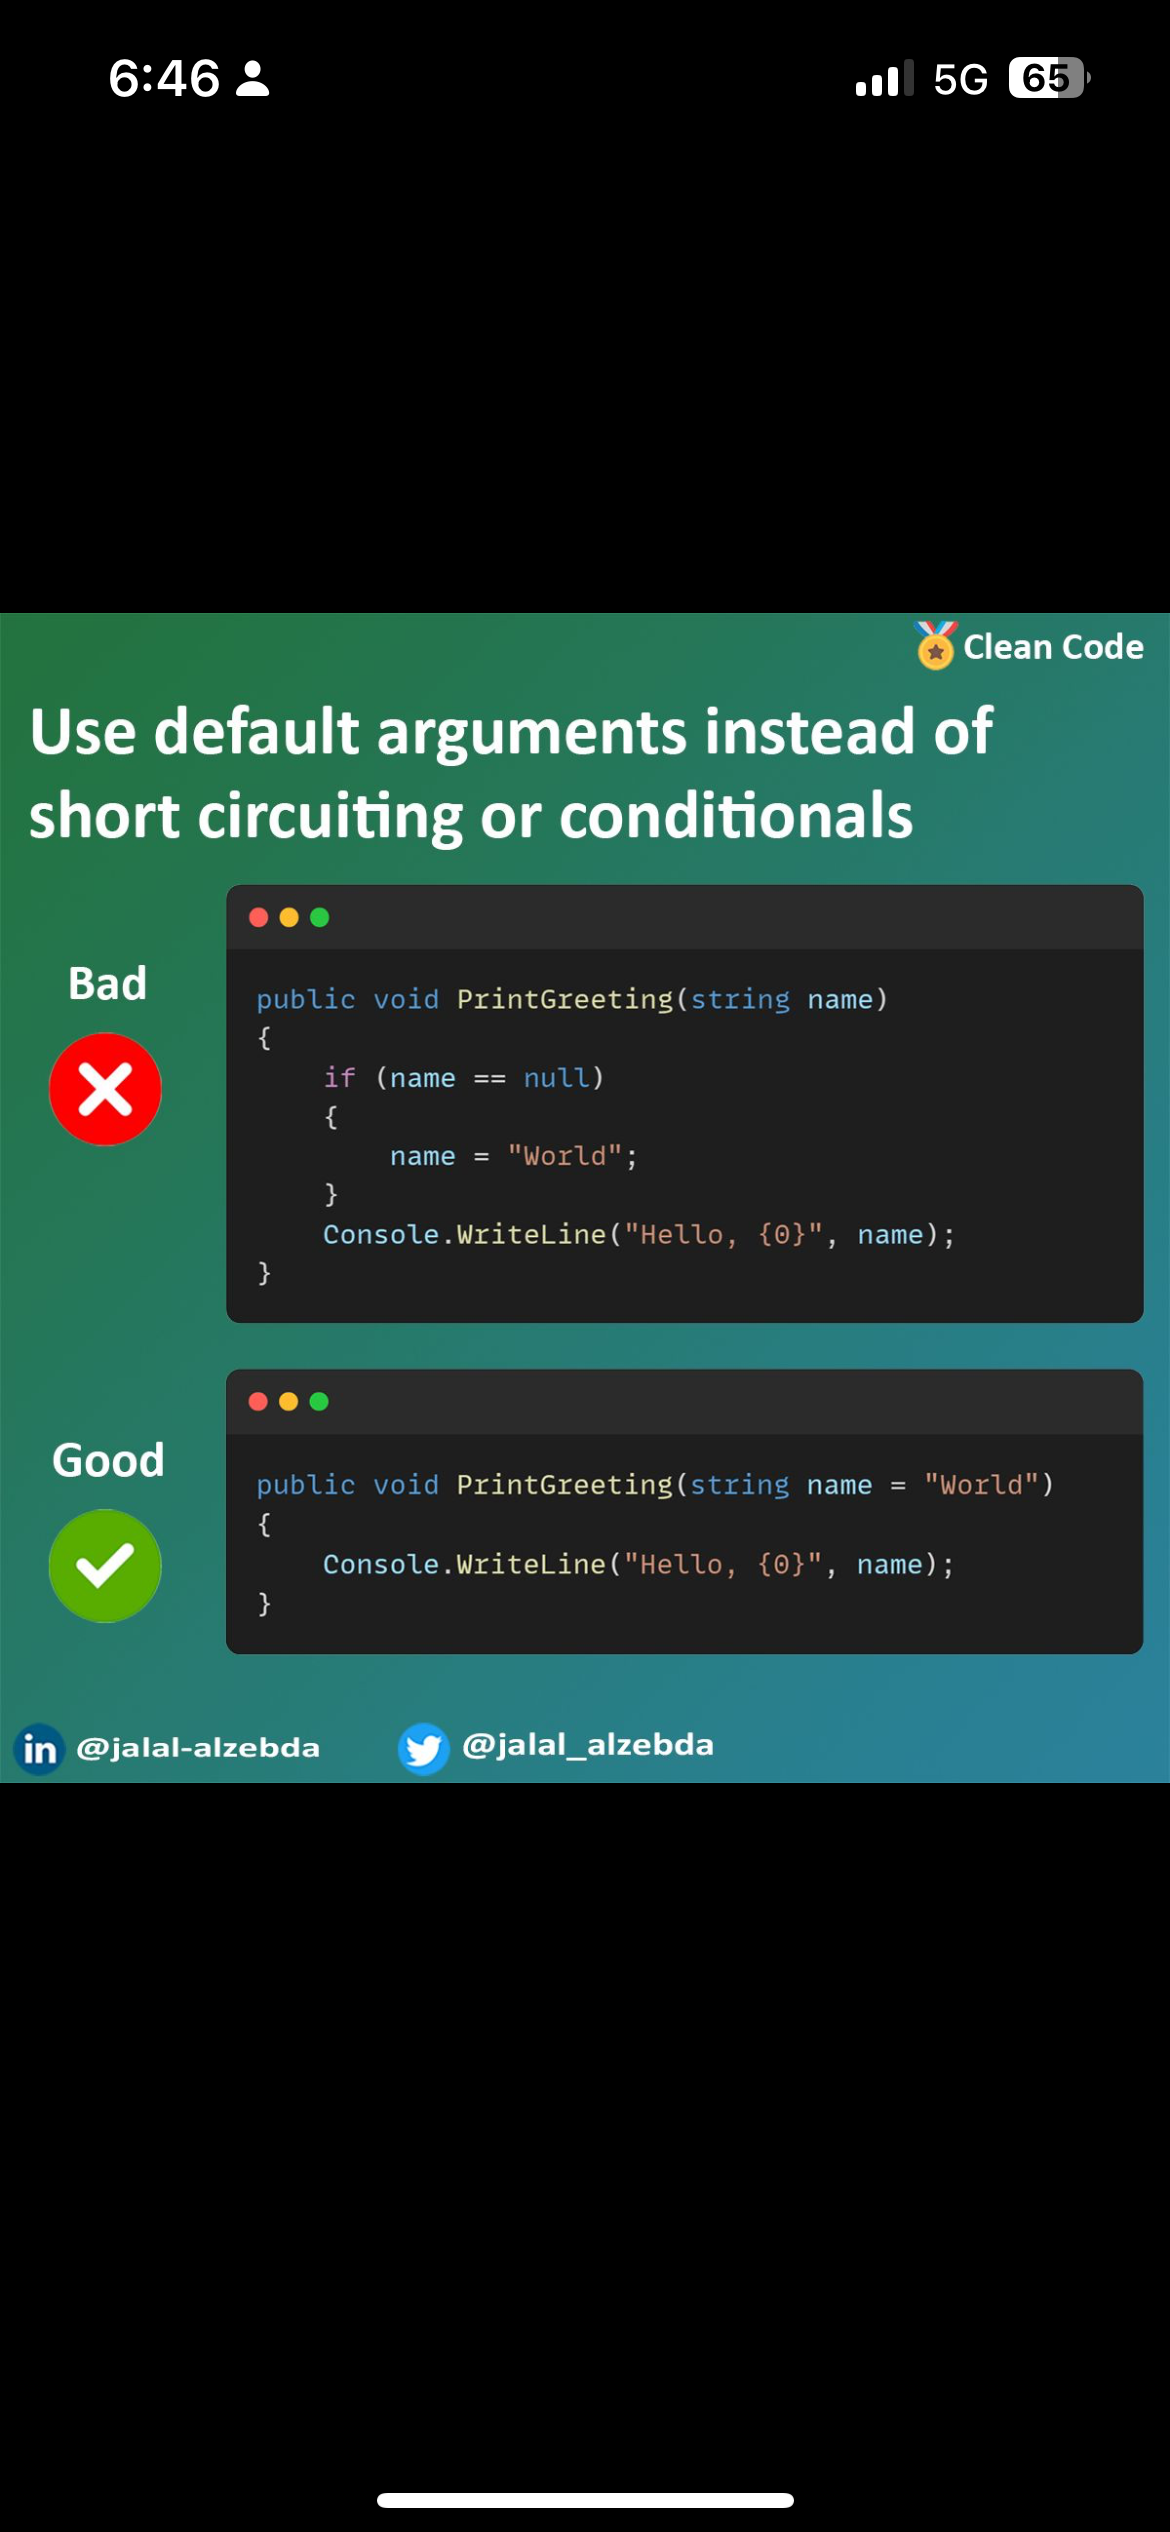 6:46 5G 65
Clean Code
Use default arguments instead of
short circuiting or conditionals
Bad
public void PrintGreeting(string name)
{
    if (name == null)
    {
        name = "World";
    }
    Console.WriteLine("Hello, {0}", name);
}
Good
public void PrintGreeting(string name = "World")
{
    Console.WriteLine("Hello, {0}", name);
}
in @jalal-alzebda @jalal_alzebda